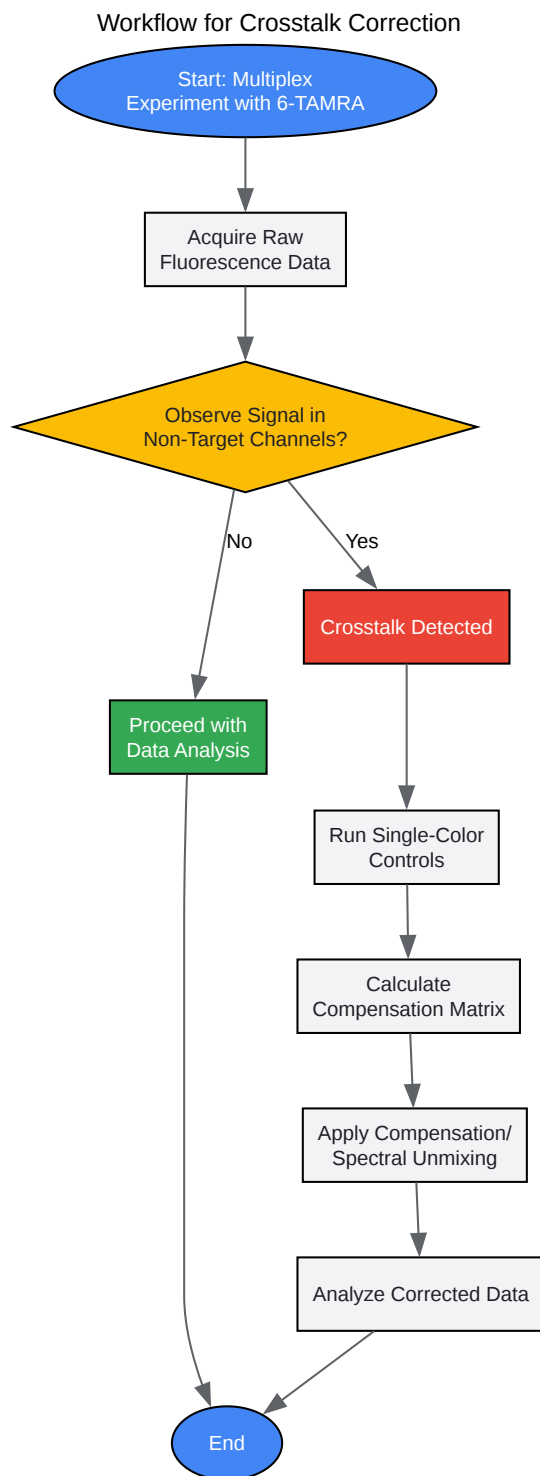 Workflow for Crosstalk Correction
Start: Multiplex
Experiment with 6-TAMRA
Acquire Raw
Fluorescence Data
Observe Signal in
Non-Target Channels?
No
Yes
Crosstalk Detected
Proceed with
Data Analysis
Run Single-Color
Controls
Calculate
Compensation Matrix
Apply Compensation/
Spectral Unmixing
Analyze Corrected Data
End